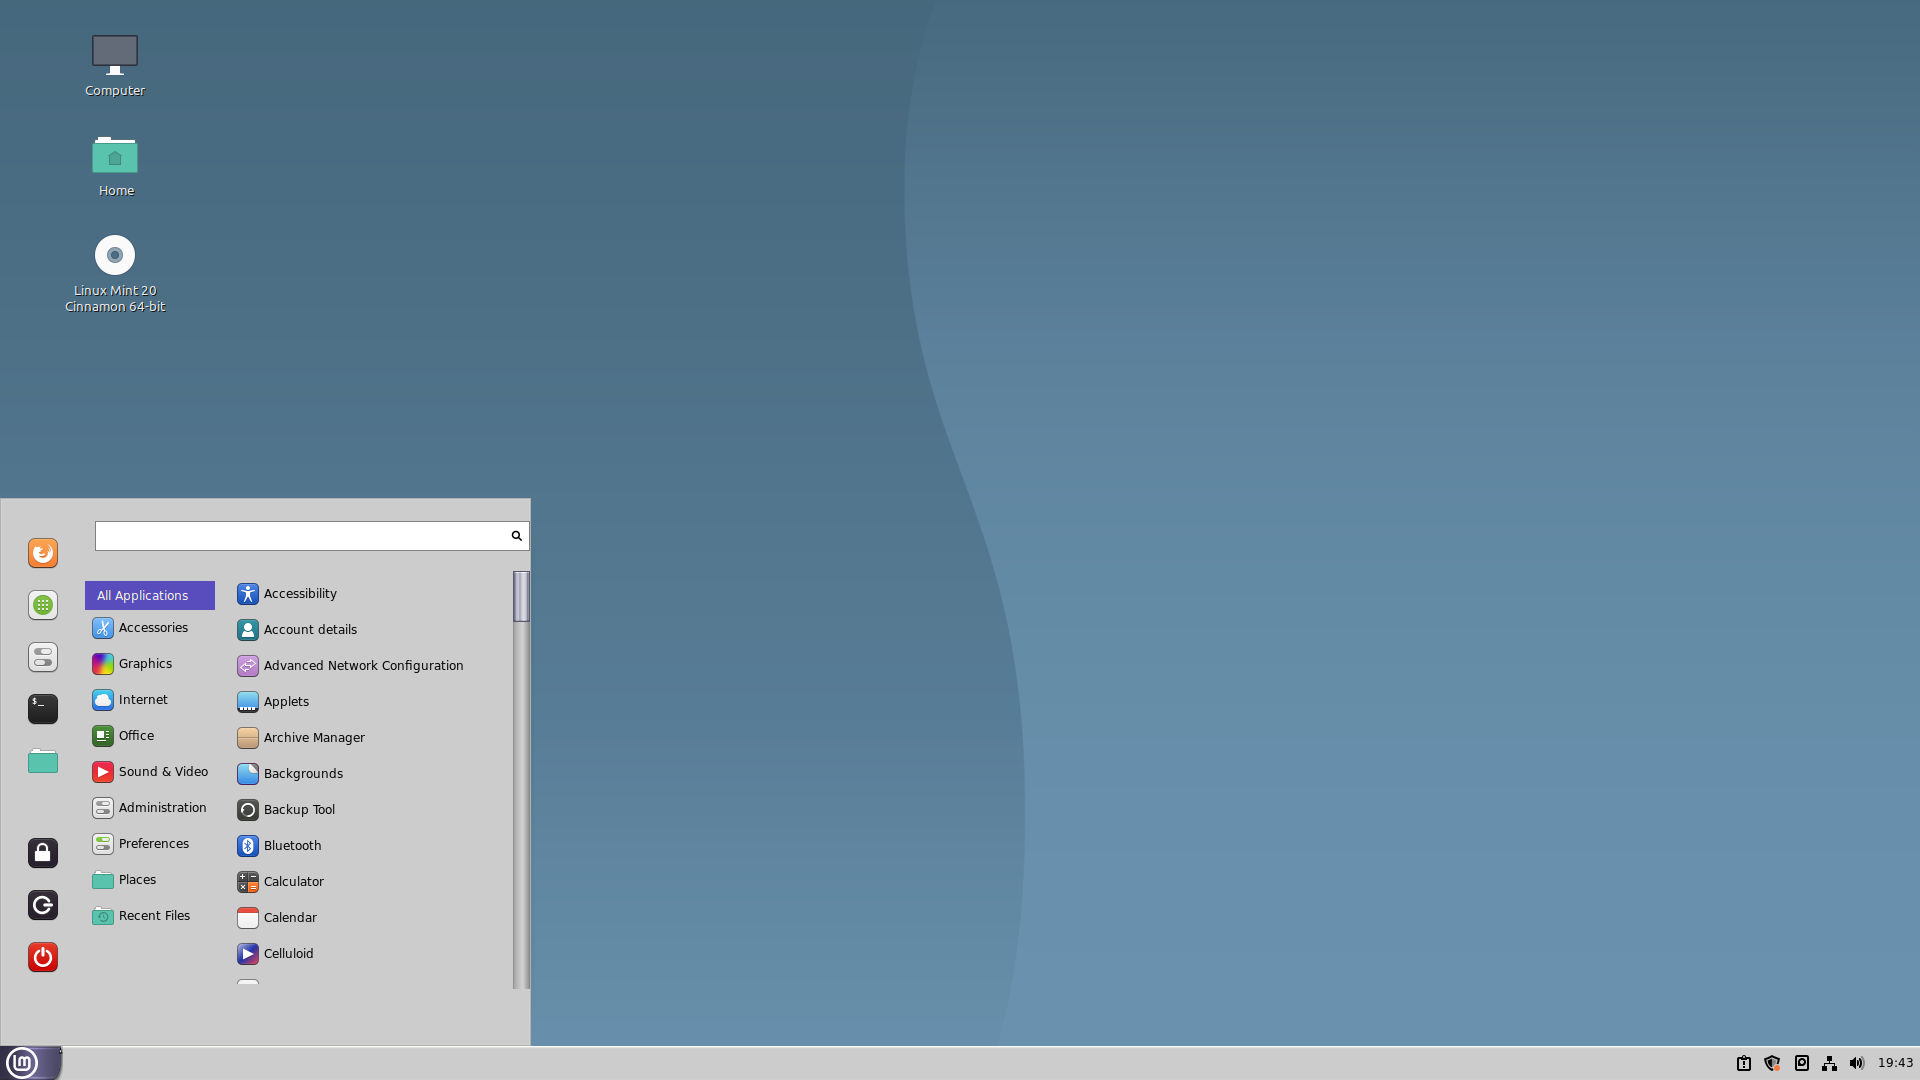 Computer
Home
Linux Mint 20
Cinnamon 64-bit
$_
All Applications
Accessories
Graphics
Internet
Office
Sound & Video
Administration
Preferences
Places
Recent Files
Accessibility
Account details
Advanced Network Configuration
Applets
Archive Manager
Backgrounds
Backup Tool
Bluetooth
Calculator
Calendar
Celluloid
19:43